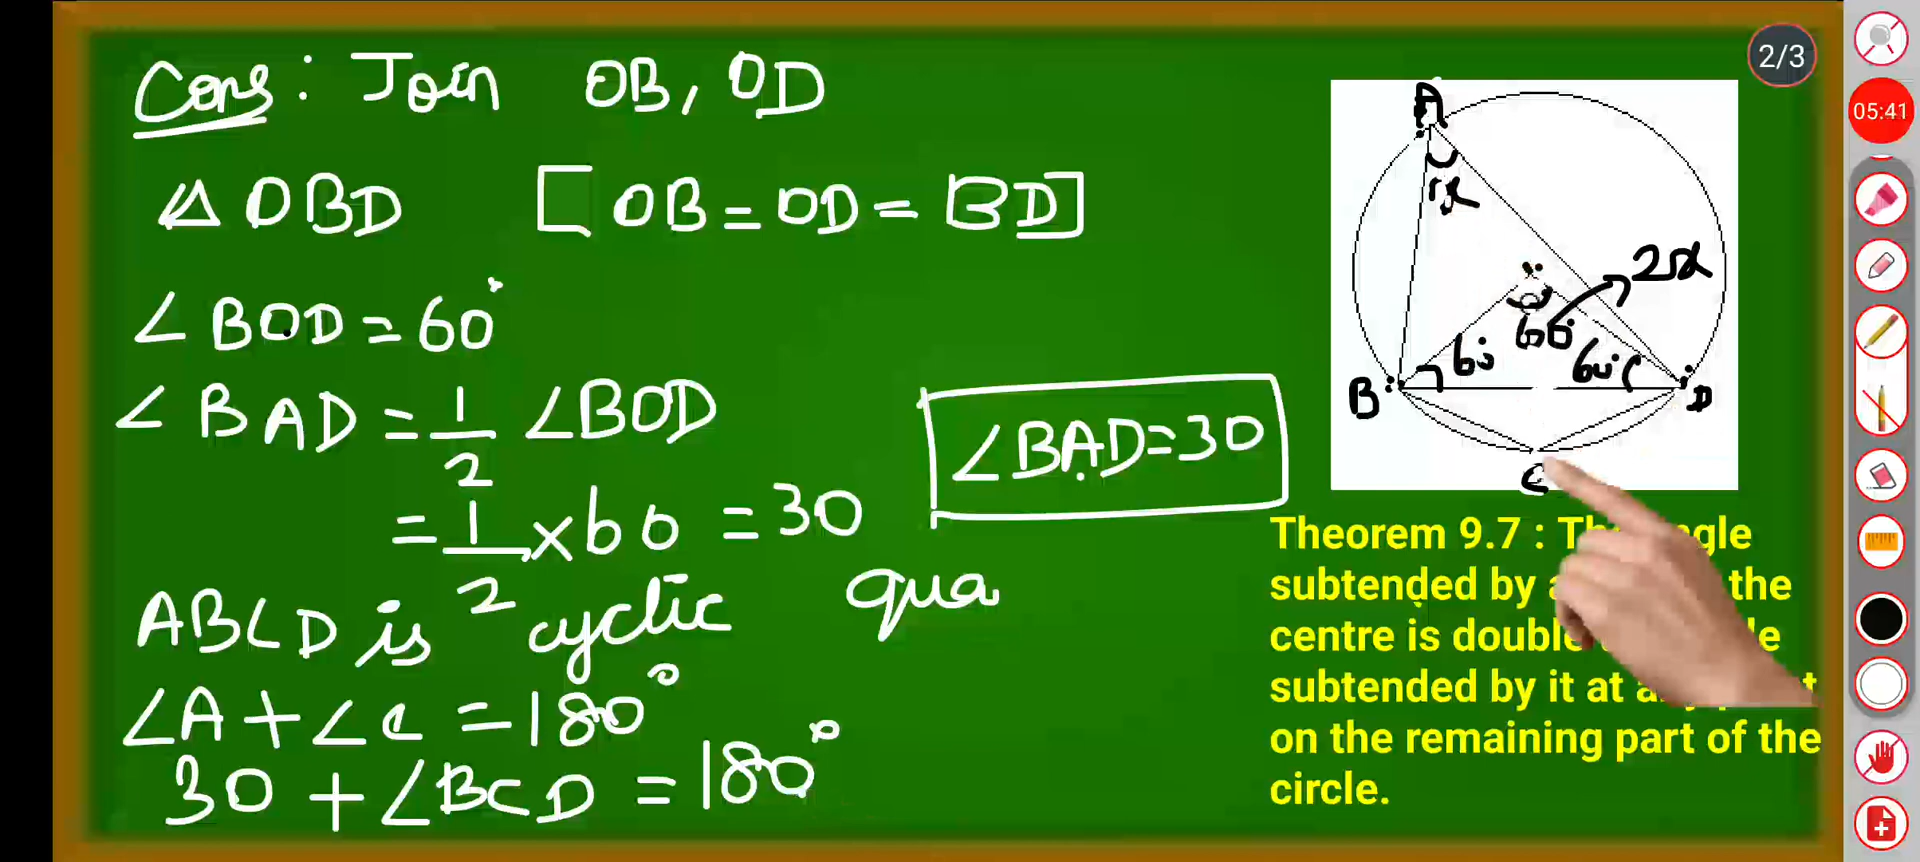 Cons: Join OB, OD
△ OBD [OB = OD = BD]
∠BOD = 60°
∠BAD = 1/2 ∠BOD
= 1/2 × 60 = 30
∠BAD = 30
ABCD is cyclic qua
∠A + ∠C = 180°
30 + ∠BCD = 180°
2/3
05:41
A
1x
2x
60°
60°
60°
B
D
C
Theorem 9.7 : The
subtended by a the
centre is double
subtended by it at
on the remaining part of the
circle.